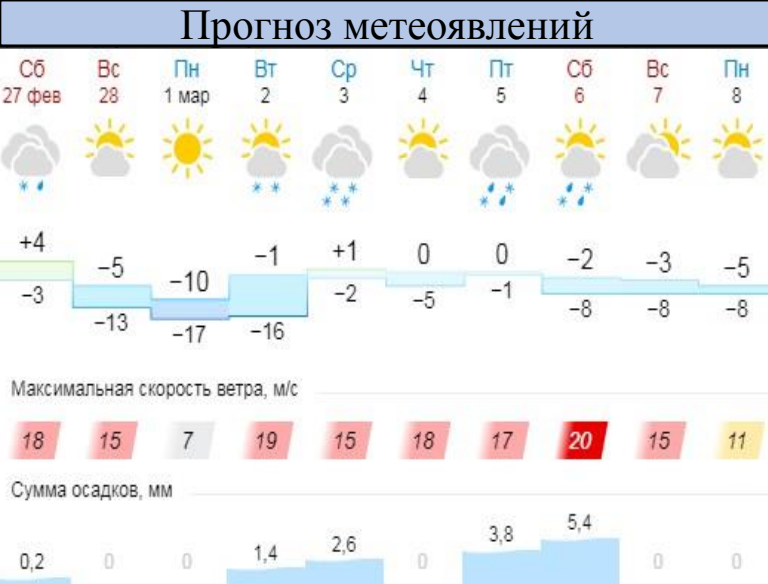 Прогноз метеоявлений
Сб Вс Пн Вт Ср Чт Пт Сб Вс Пн
27 фев 28 1 мар 2 3 4 5 6 7 8
+4 −5 −10 −1 +1 0 0 −2 −3 −5
−3 −13 −17 −16 −2 −5 −1 −8 −8 −8
Максимальная скорость ветра, м/с
18 15 7 19 15 18 17 20 15 11
Сумма осадков, мм
0,2 0 0 1,4 2,6 0 3,8 5,4 0 0